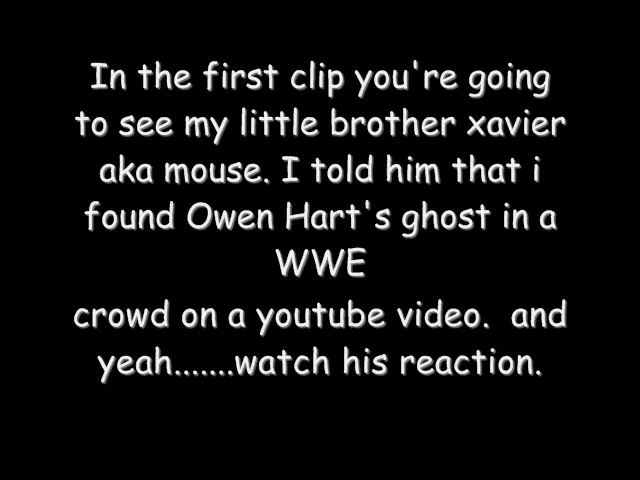 In the first clip you're going
to see my little brother xavier
aka mouse. I told him that i
found Owen Hart's ghost in a
WWE
crowd on a youtube video.  and
yeah.......watch his reaction.